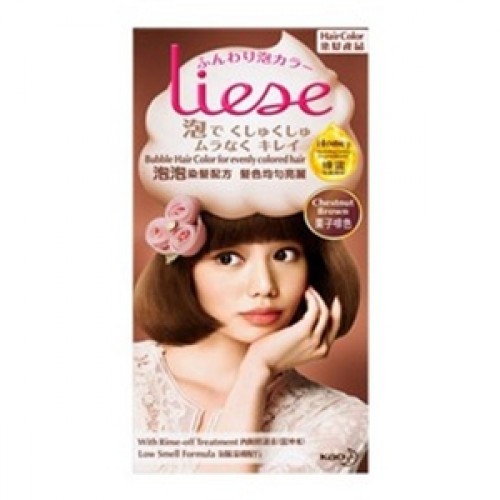 HairColor
染髮產品
ふんわり泡カラー
Liese
泡で くしゅくしゅ
ムラなく キレイ
Bubble Hair Color for evenly colored hair
泡泡染髮配方 髮色均勻亮麗
Chestnut
Brown
栗子啡色
With Rinse-off Treatment
Low Smell Formula
Kao